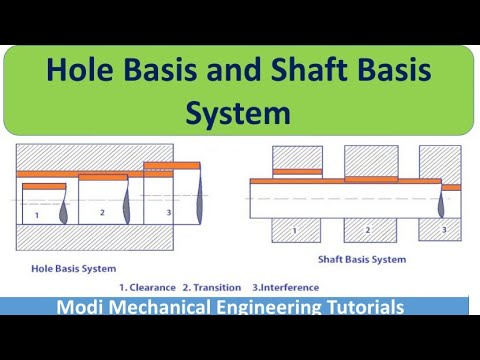 Hole Basis and Shaft Basis
System
1 2 3
Hole Basis System
1 2 3
Shaft Basis System
1. Clearance 2. Transition 3.Interference
Modi Mechanical Engineering Tutorials